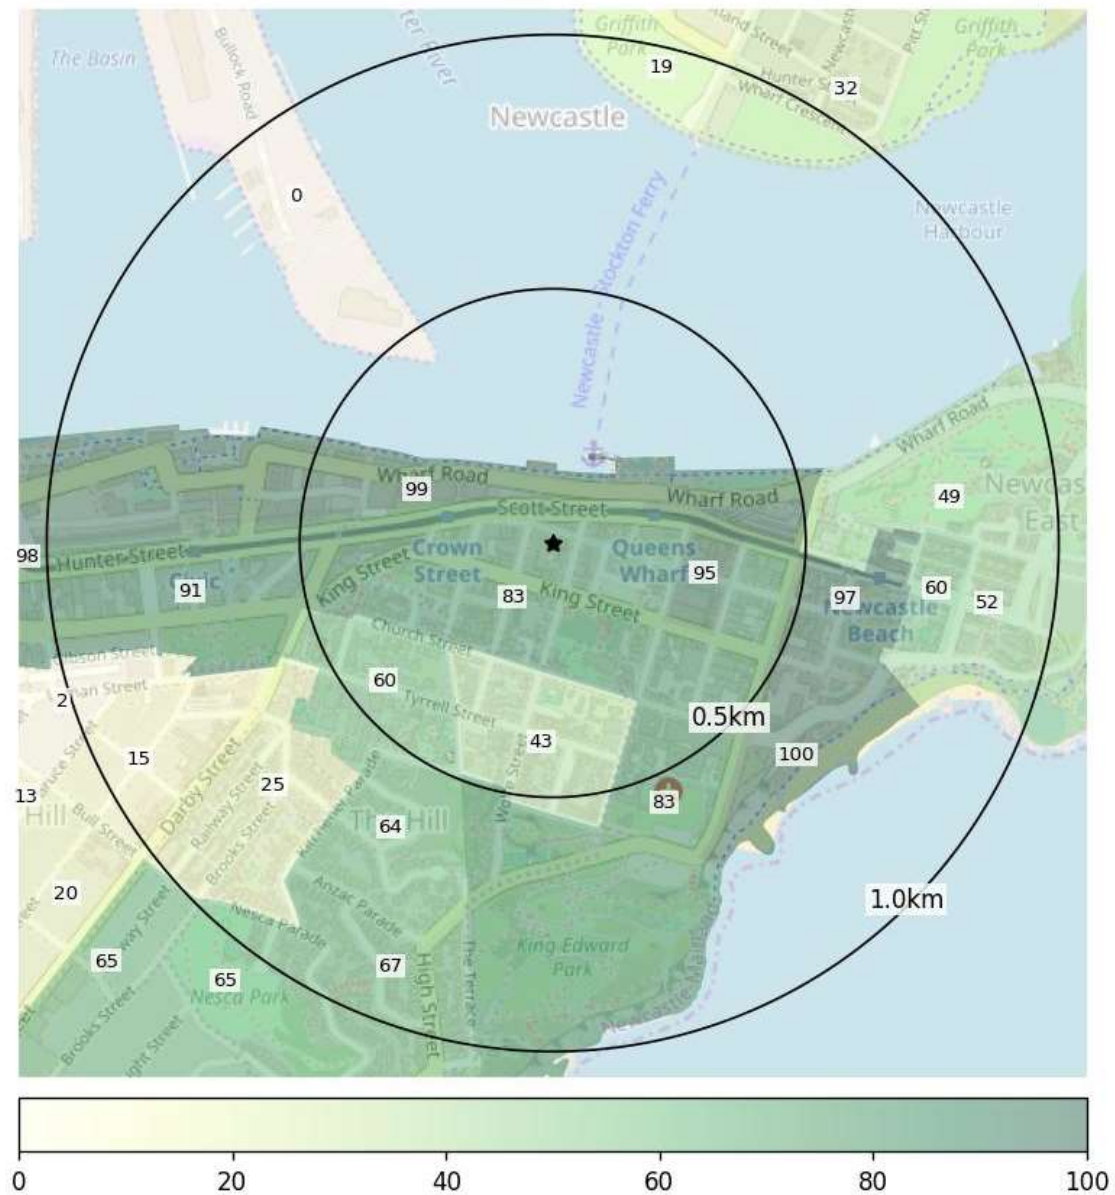 The Basin
Bullock Road
Griffith
Park
Griffith
Park
Hunter
Wharf Crescent
19
32
Newcastle
0
Newcastle
Harbour
Newcastle - Stockton Ferry
Wharf Road
Wharf Road
99
Scott Street
Wharf Road
49
98
Hunter Street
Civic
91
King Street
Crown
Street
Queens
Wharf
95
83
King Street
97
Newcastle
Beach
60
52
Church Street
60
Tyrrell Street
2
15
43
0.5km
100
13
Hill
Darby Street
25
Railway Street
Brooks Street
Bull Street
64
The Hill
83
20
Anzac Parade
Nesca Parade
1.0km
65
65
Nesca Park
67
High Street
The Terrace
King Edward
Park
Brooks Street
0
20
40
60
80
100